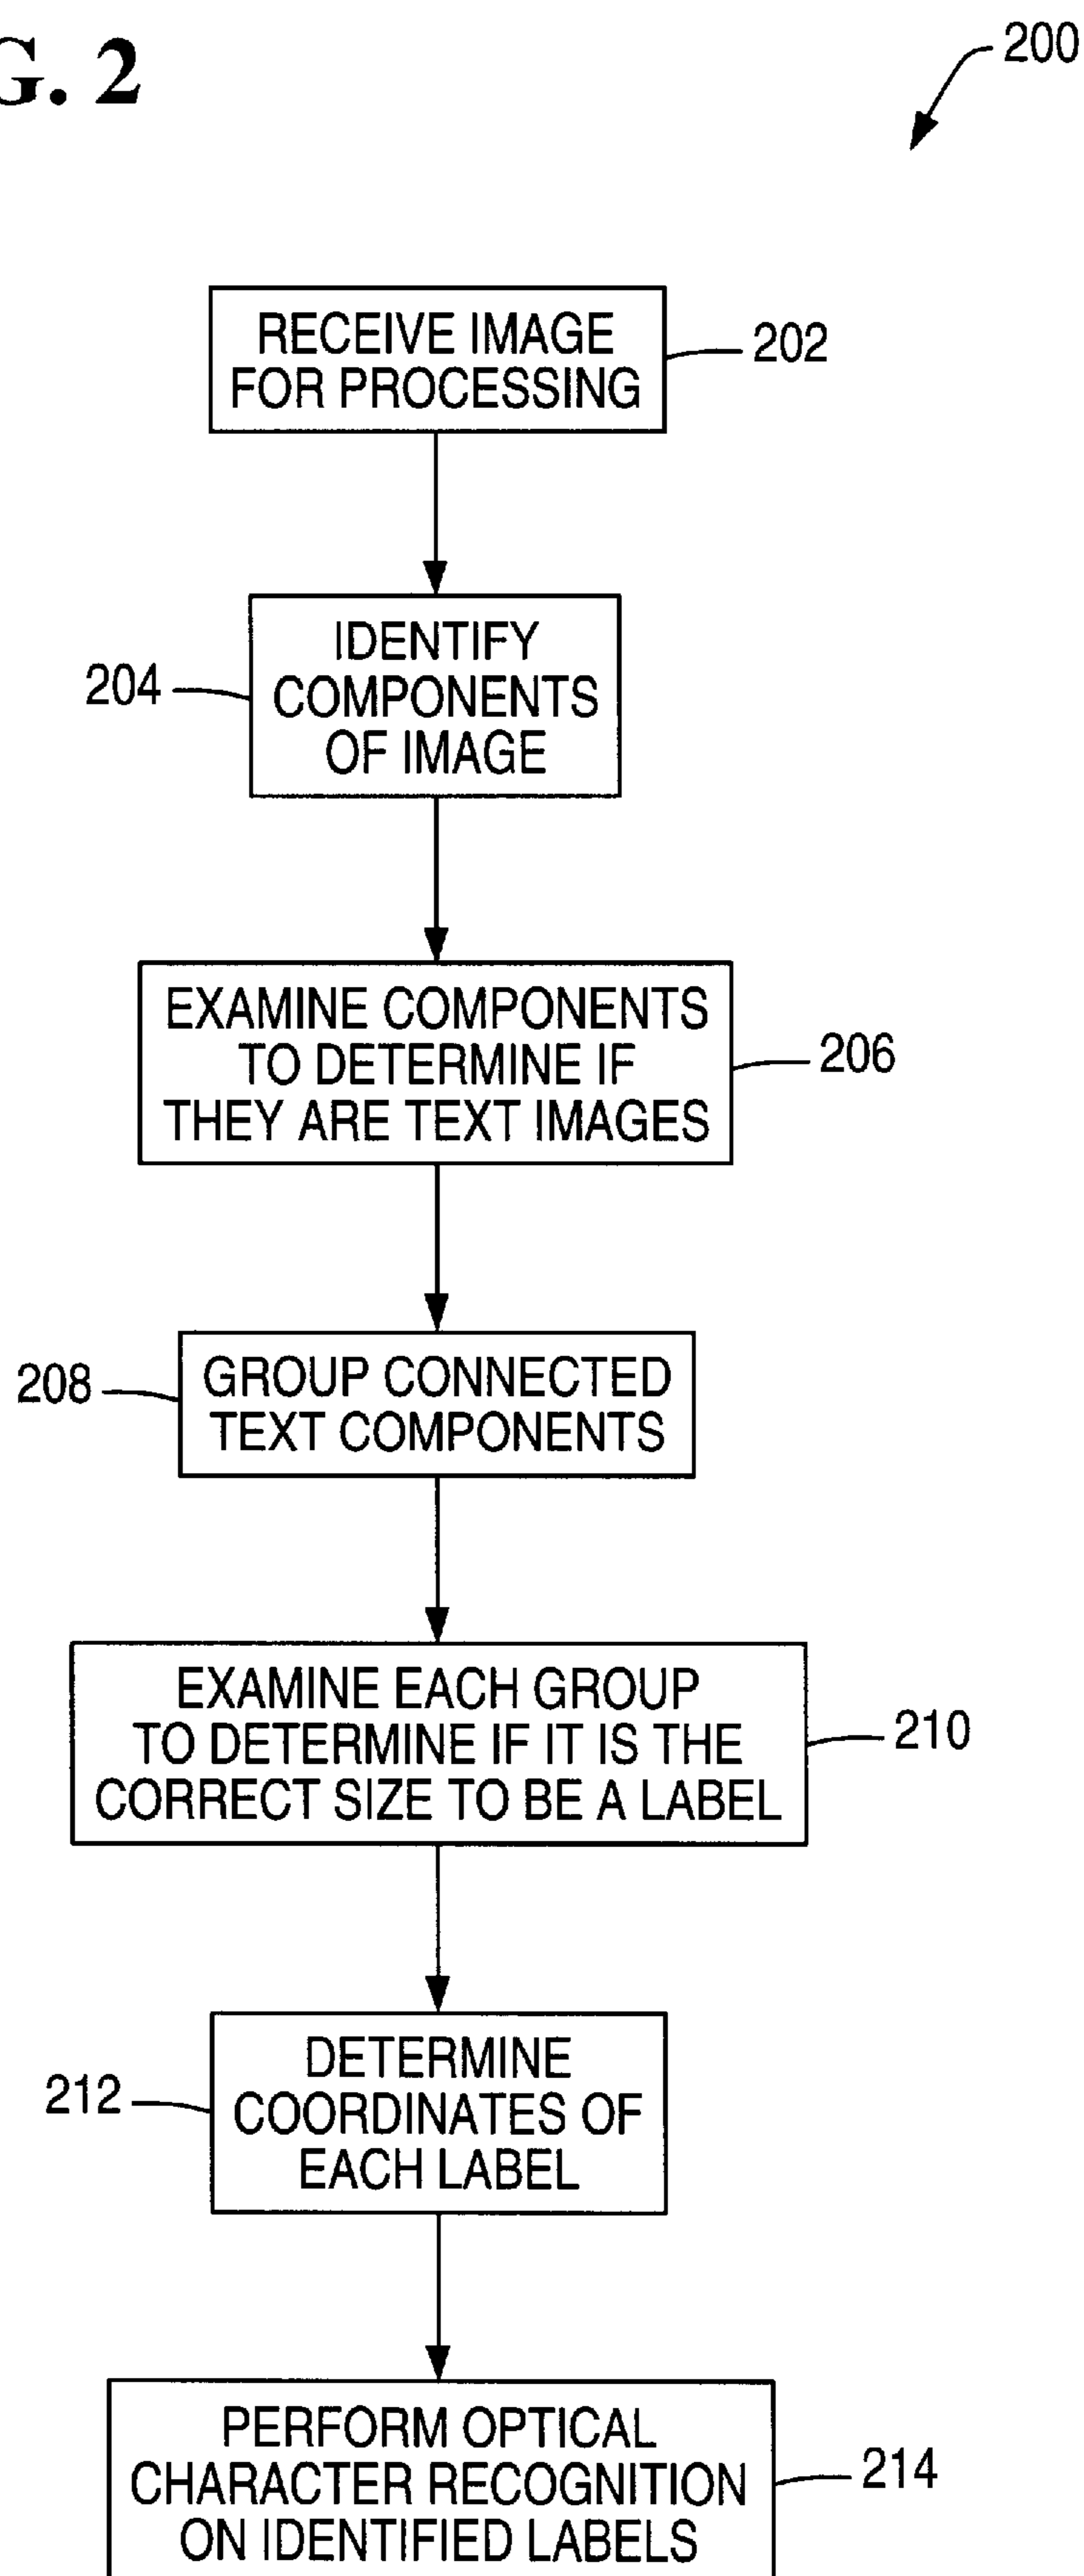 G. 2
200
RECEIVE IMAGE
FOR PROCESSING
202
IDENTIFY
COMPONENTS
OF IMAGE
204
EXAMINE COMPONENTS
TO DETERMINE IF
THEY ARE TEXT IMAGES
206
GROUP CONNECTED
TEXT COMPONENTS
208
EXAMINE EACH GROUP
TO DETERMINE IF IT IS THE
CORRECT SIZE TO BE A LABEL
210
DETERMINE
COORDINATES OF
EACH LABEL
212
PERFORM OPTICAL
CHARACTER RECOGNITION
ON IDENTIFIED LABELS
214